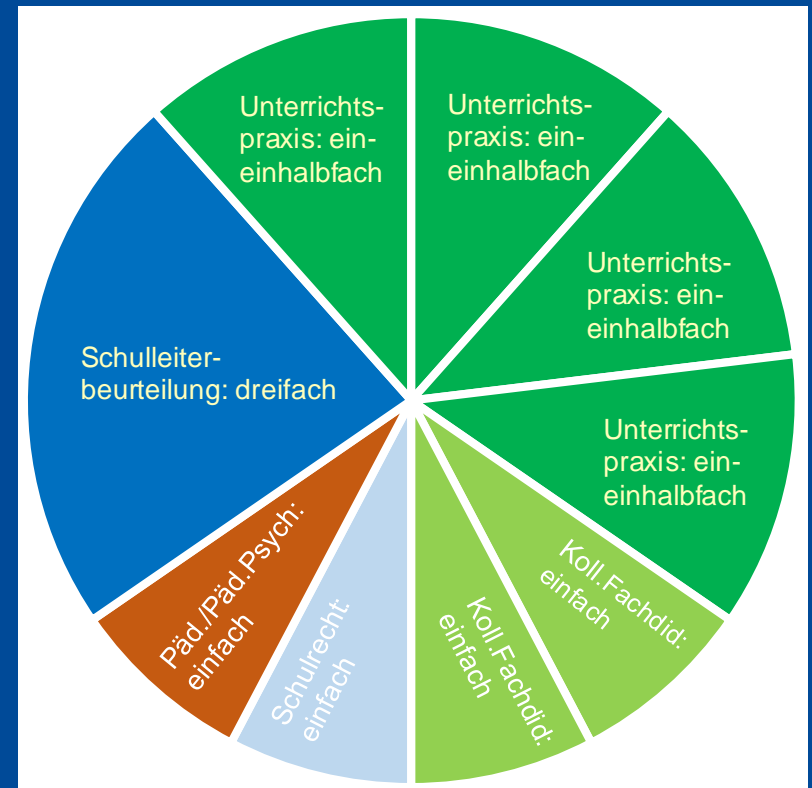 Unterrichts-
praxis: ein-
einhalbfach
Unterrichts-
praxis: ein-
einhalbfach
Unterrichts-
praxis: ein-
einhalbfach
Unterrichts-
praxis: ein-
einhalbfach
Koll.Fachdid:
einfach
Koll.Fachdid:
einfach
Schulrecht:
einfach
Päd./Päd.Psych:
einfach
Schulleiter-
beurteilung: dreifach